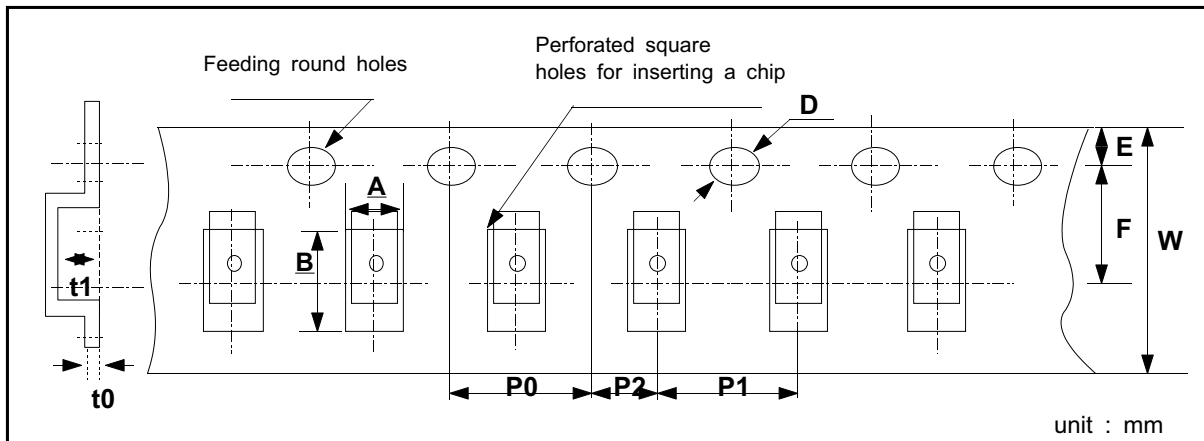 Feeding round holes
Perforated square
holes for inserting a chip
D
E
A
F
W
B
t1
t0
P0
P2
P1
unit : mm